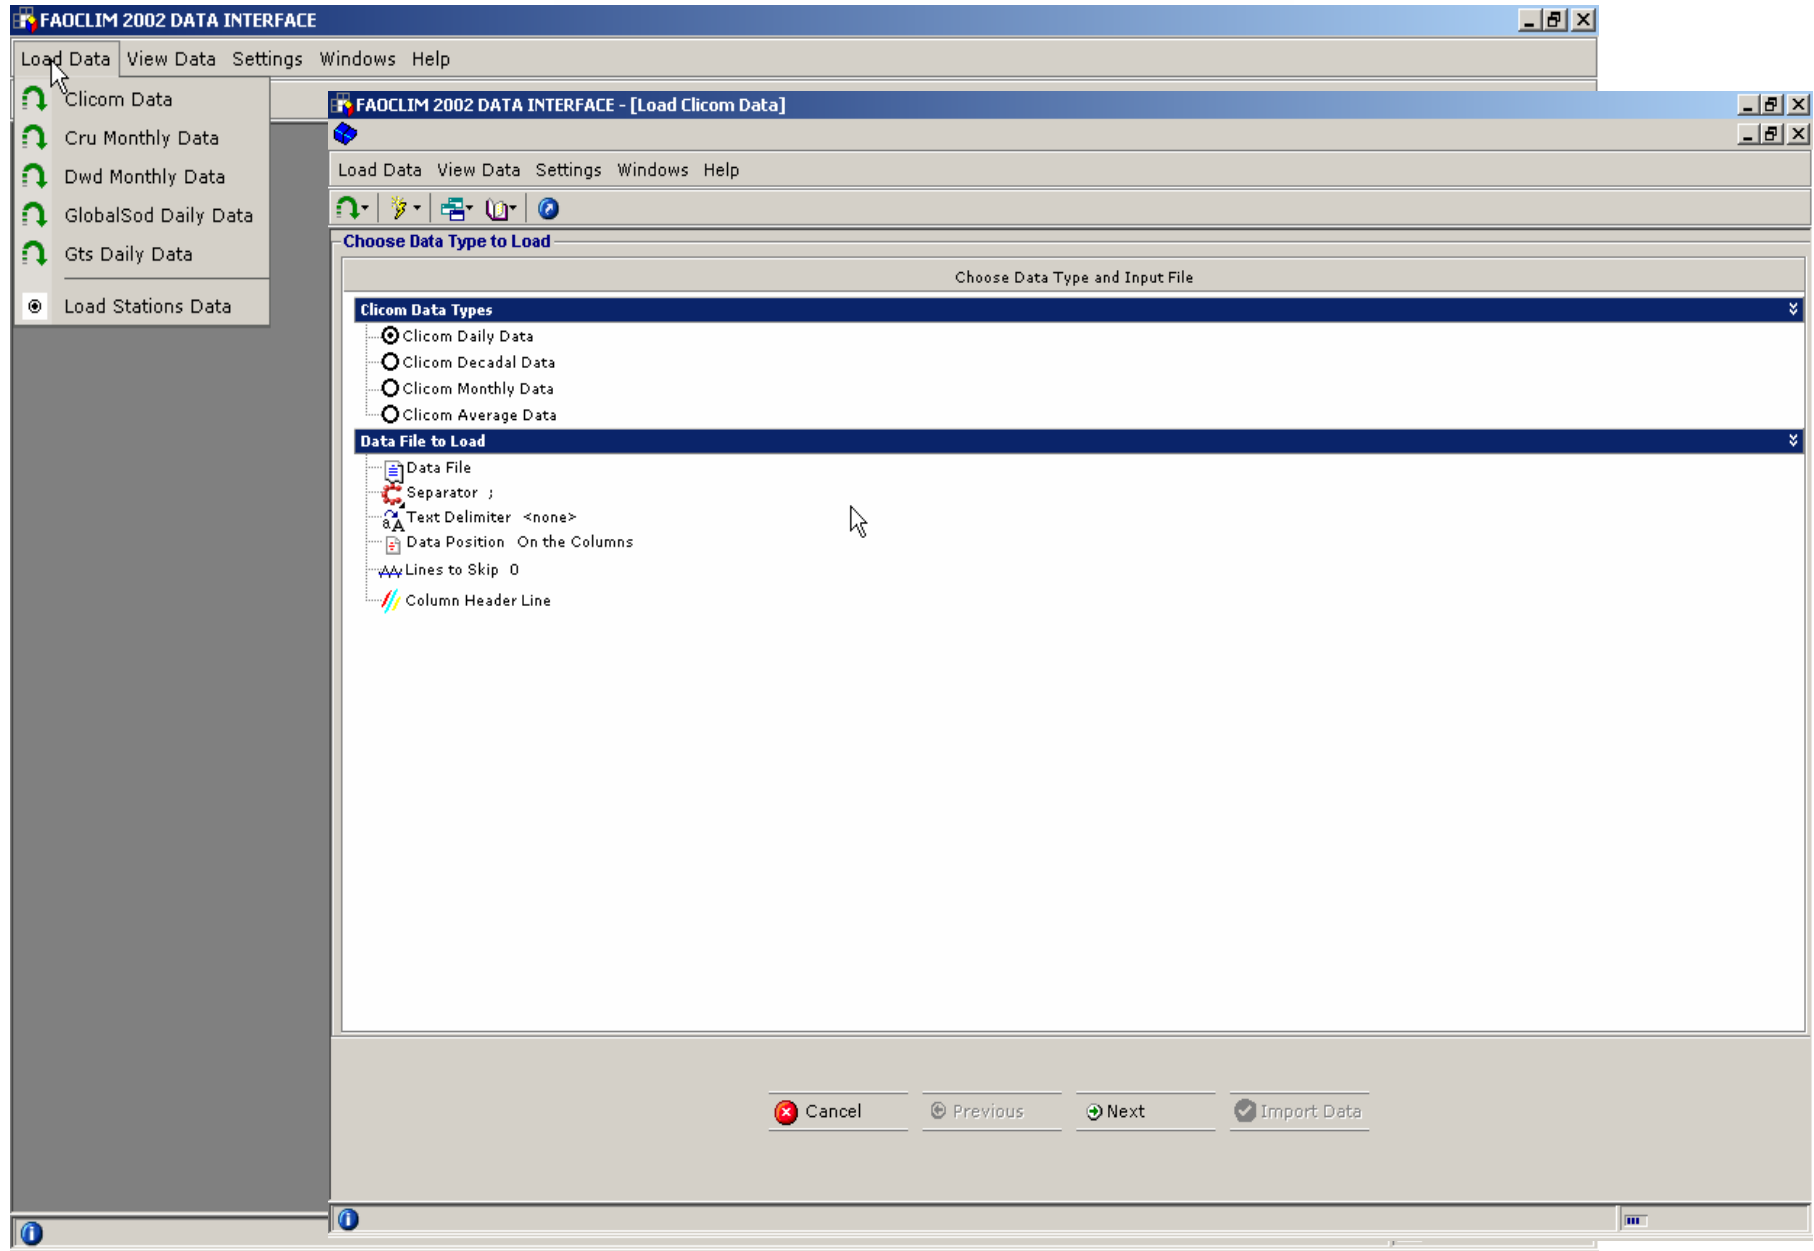 FAOCLIM 2002 DATA INTERFACE
Load Data View Data Settings Windows Help
Clicom Data
Cru Monthly Data
Dwd Monthly Data
GlobalSod Daily Data
Gts Daily Data
Load Stations Data
FAOCLIM 2002 DATA INTERFACE - [Load Clicom Data]
Load Data View Data Settings Windows Help
Choose Data Type to Load
Choose Data Type and Input File
Clicom Data Types
Clicom Daily Data
Clicom Decadal Data
Clicom Monthly Data
Clicom Average Data
Data File to Load
Data File
Separator ;
Text Delimiter <none>
Data Position On the Columns
Lines to Skip 0
Column Header Line
Cancel Previous Next Import Data